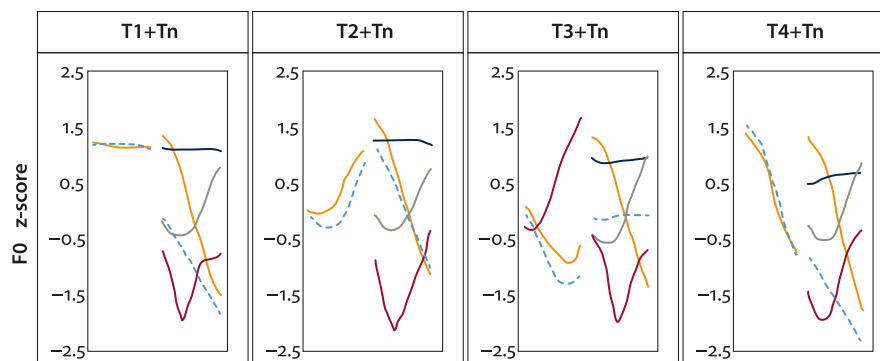 T1+Tn T2+Tn T3+Tn T4+Tn
F0 z-score
2.5 2.5 2.5 2.5
1.5 1.5 1.5 1.5
0.5 0.5 0.5 0.5
−0.5 −0.5 −0.5 −0.5
−1.5 −1.5 −1.5 −1.5
−2.5 −2.5 −2.5 −2.5